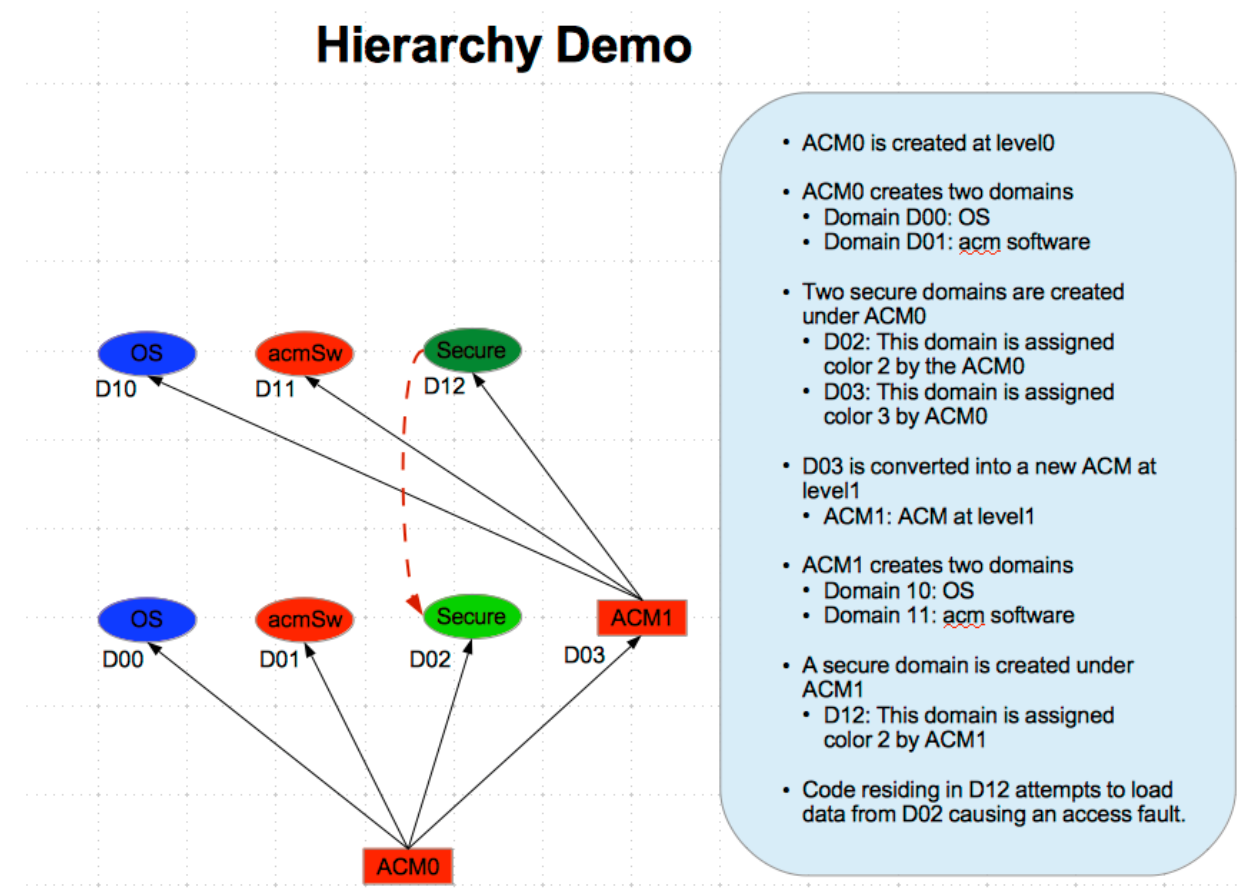 Hierarchy Demo
• ACM0 is created at level0
• ACM0 creates two domains
• Domain D00: OS
• Domain D01: acm software
• Two secure domains are created
under ACM0
• D02: This domain is assigned
color 2 by the ACM0
• D03: This domain is assigned
color 3 by ACM0
• D03 is converted into a new ACM at
level1
• ACM1: ACM at level1
• ACM1 creates two domains
• Domain 10: OS
• Domain 11: acm software
• A secure domain is created under
ACM1
• D12: This domain is assigned
color 2 by ACM1
• Code residing in D12 attempts to load
data from D02 causing an access fault.
OS
acmSw
Secure
D10
D11
D12
OS
acmSw
Secure
ACM1
D00
D01
D02
D03
ACM0